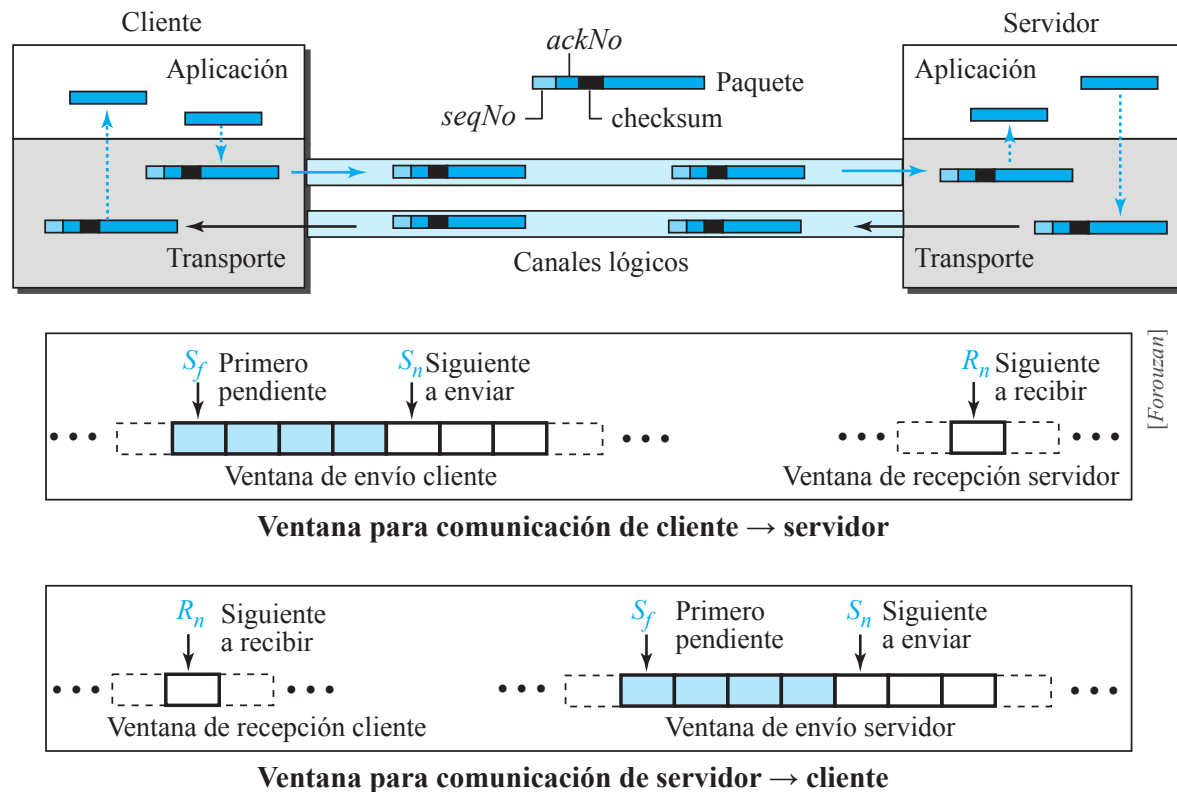 Cliente
Servidor
ackNo
Aplicación
Paquete
Aplicación
seqNo
checksum
Transporte
Canales lógicos
Transporte
[Forouzan]
Sf Primero
pendiente
Sn Siguiente
a enviar
Rn Siguiente
a recibir
Ventana de envío cliente
Ventana de recepción servidor
Ventana para comunicación de cliente → servidor
Rn Siguiente
a recibir
Sf Primero
pendiente
Sn Siguiente
a enviar
Ventana de recepción cliente
Ventana de envío servidor
Ventana para comunicación de servidor → cliente